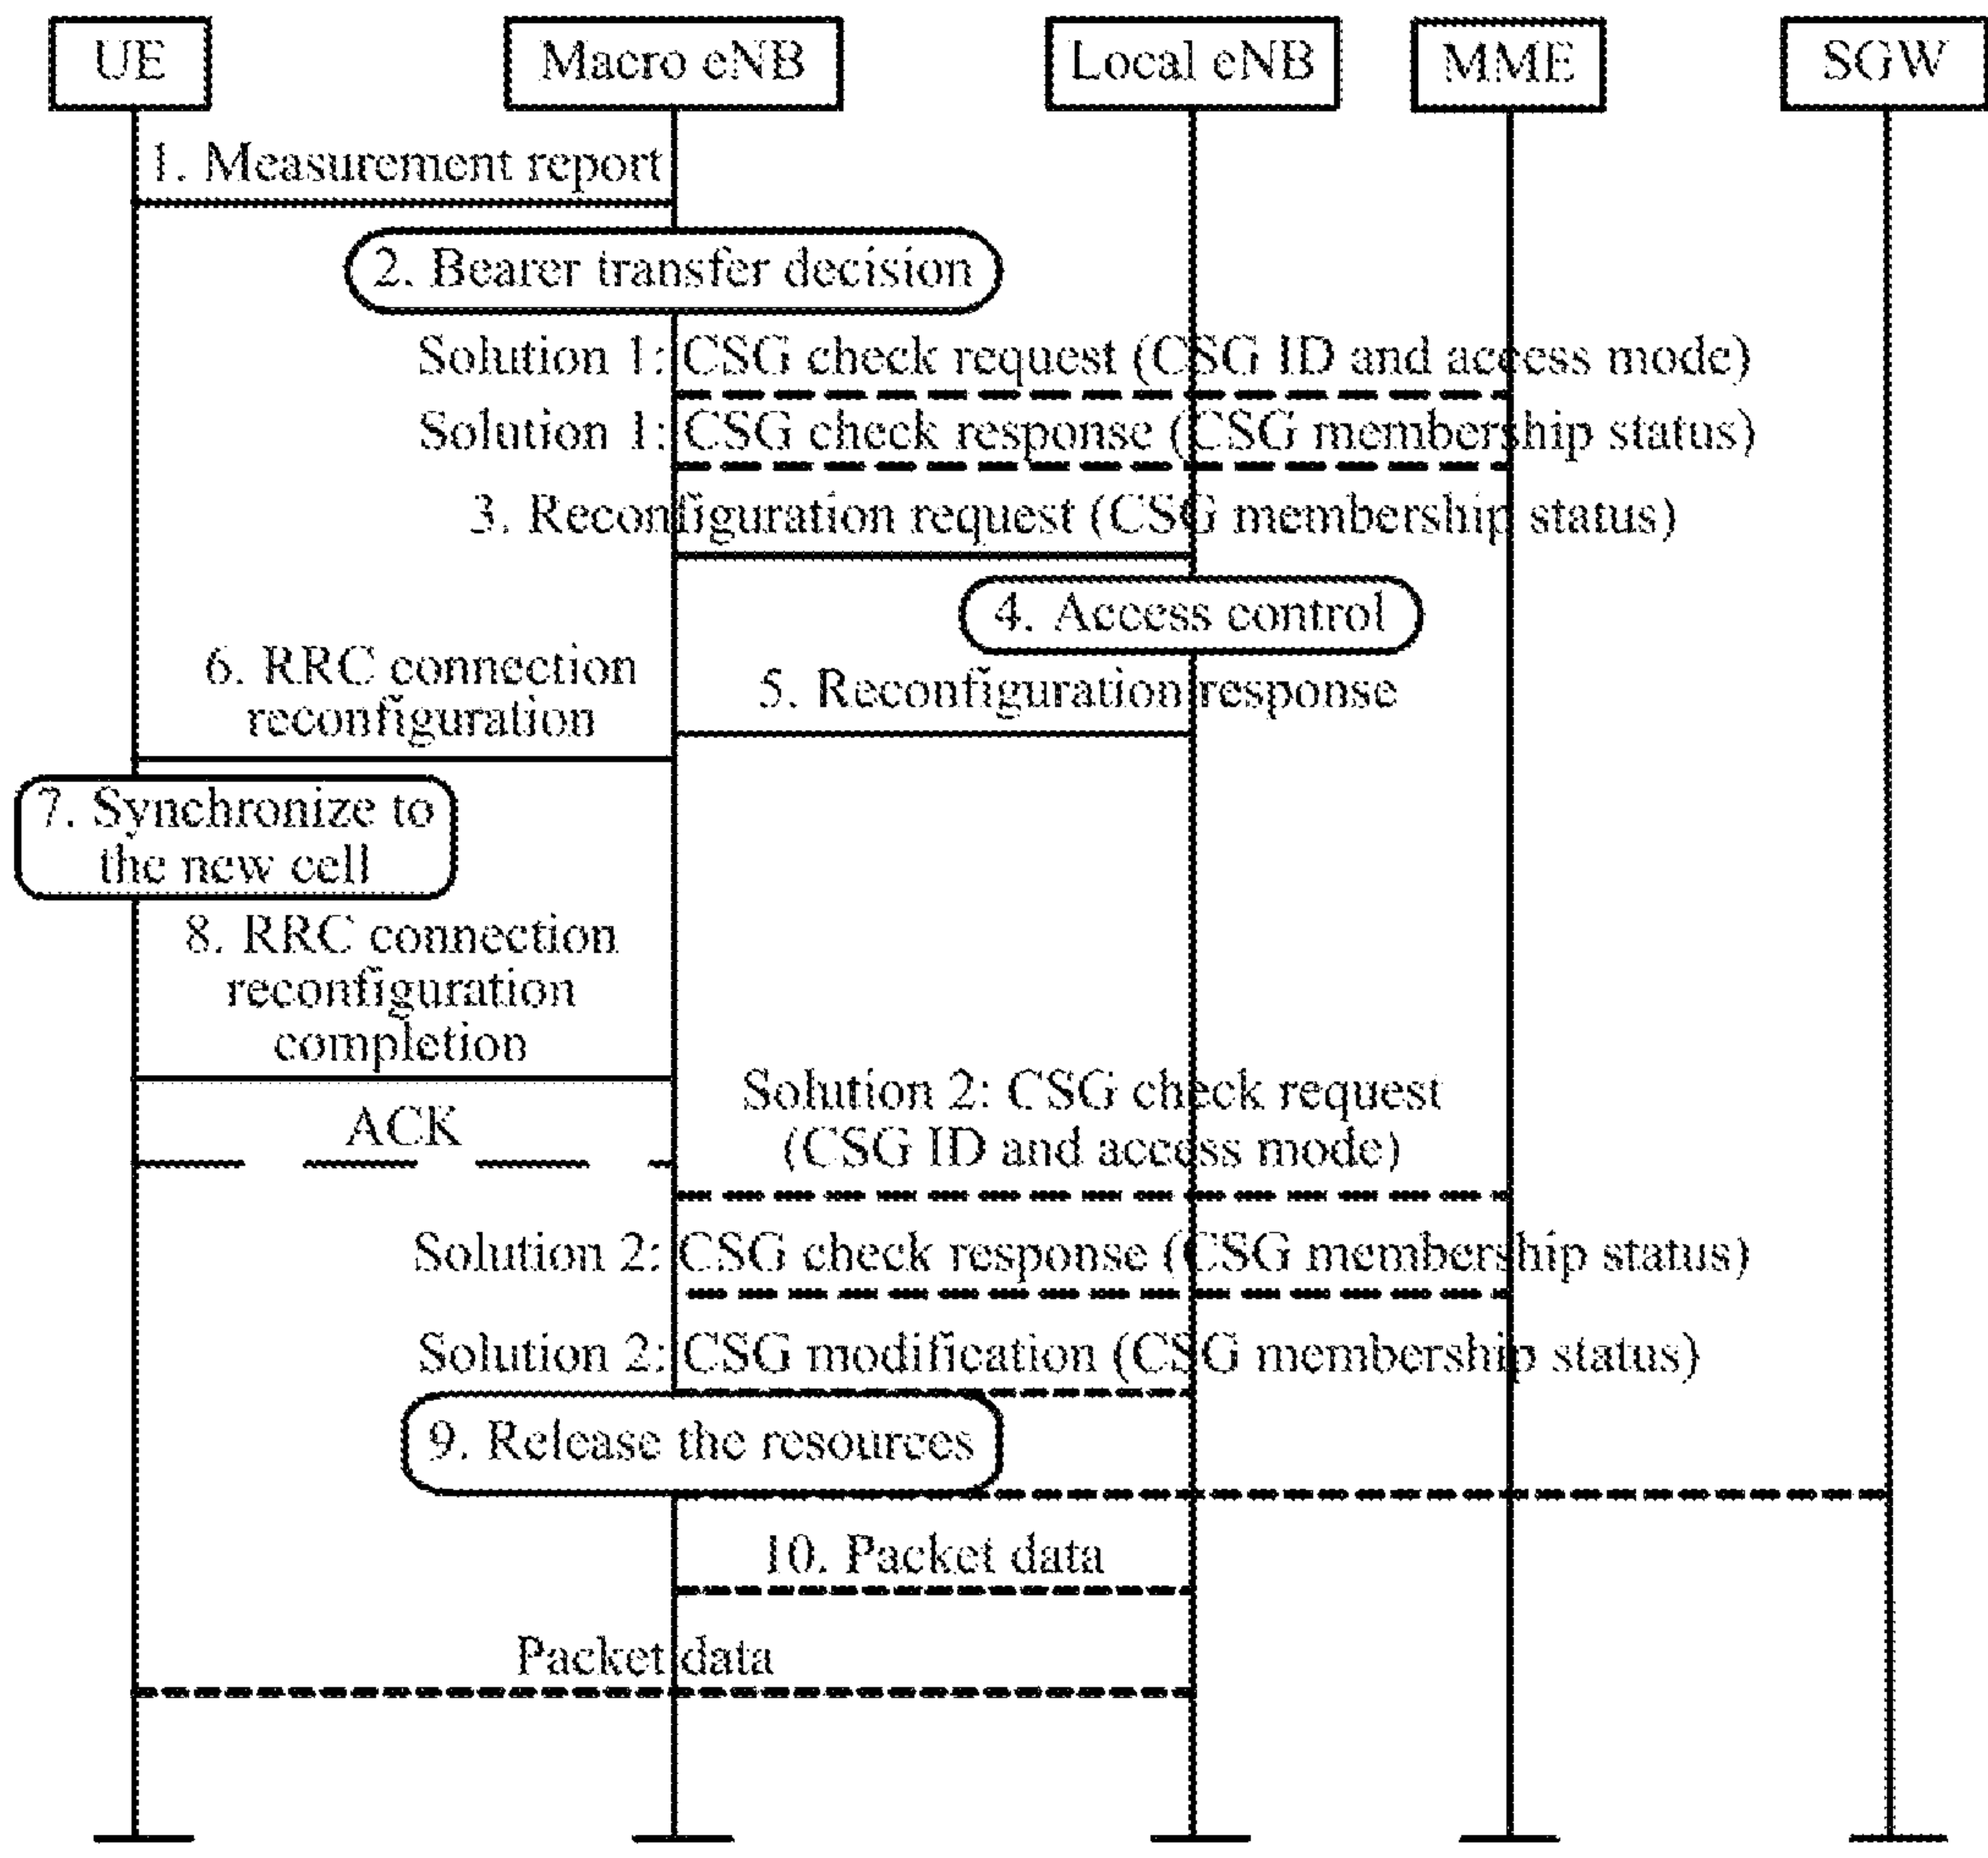 UE
Macro eNB
Local eNB
MME
SGW
1. Measurement report
2. Bearer transfer decision
Solution 1: CSG check request (CSG ID and access mode)
Solution 1: CSG check response (CSG membership status)
3. Reconfiguration request (CSG membership status)
4. Access control
5. Reconfiguration response
6. RRC connection
reconfiguration
7. Synchronize to
the new cell
8. RRC connection
reconfiguration
completion
ACK
Solution 2: CSG check request
(CSG ID and access mode)
Solution 2: CSG check response (CSG membership status)
Solution 2: CSG modification (CSG membership status)
9. Release the resources
10. Packet data
Packet data